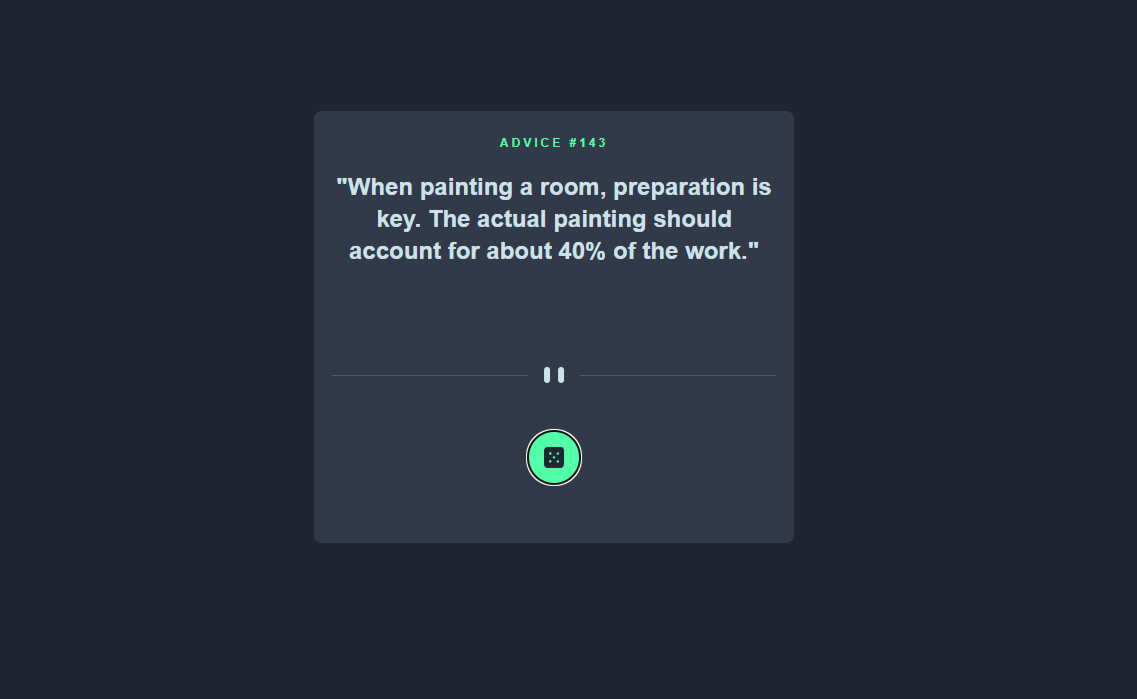 ADVICE #143
"When painting a room, preparation is
key. The actual painting should
account for about 40% of the work."